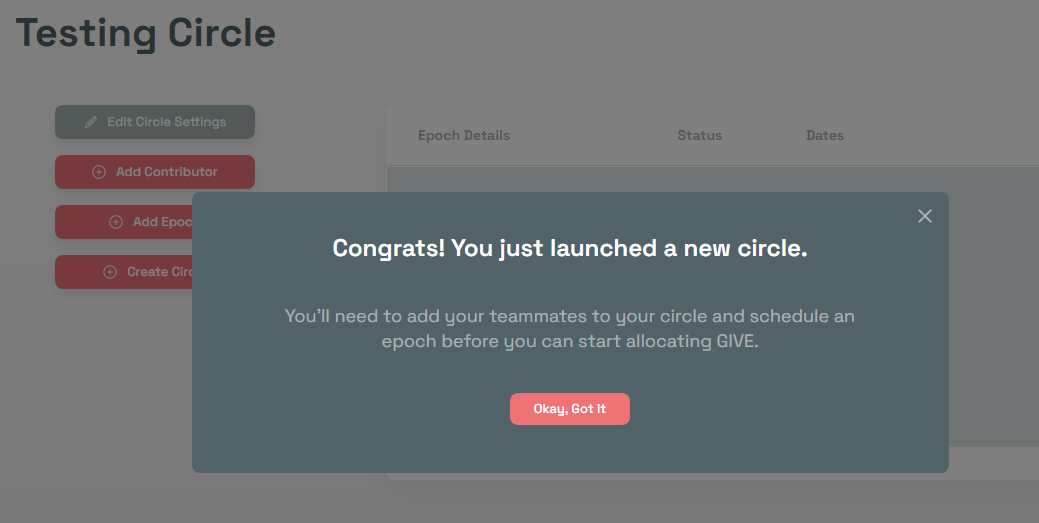 Testing Circle
Edit Circle Settings
Add Contributor
Add Epoc
Create Circ
Epoch Details
Status
Dates
Congrats! You just launched a new circle.
You'll need to add your teammates to your circle and schedule an
epoch before you can start allocating GIVE.
Okay, Got it